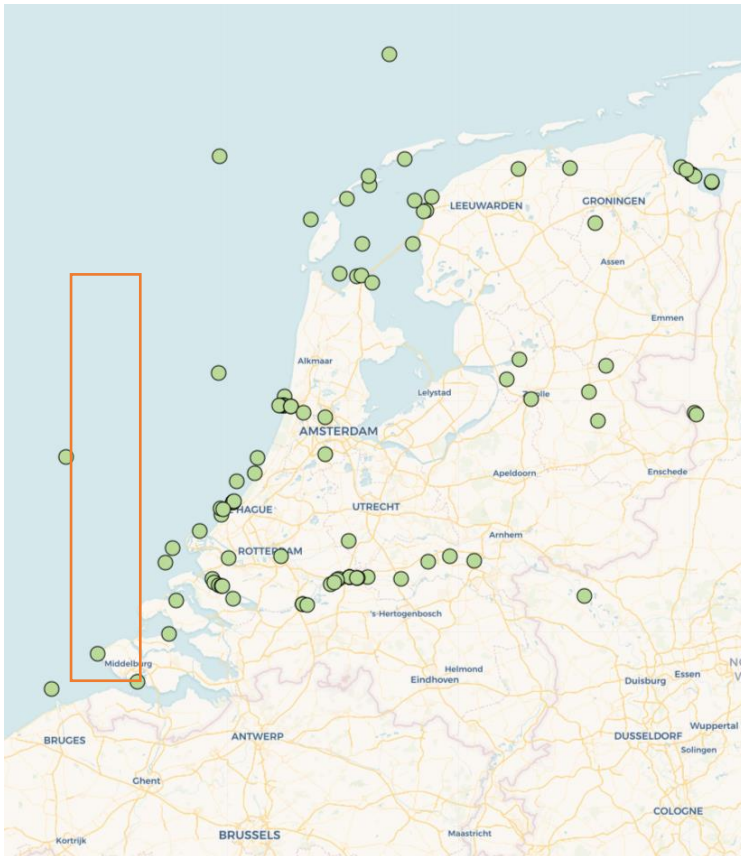 LEEUWARDEN
GRONINGEN
Assen
Emmen
Alkmaar
Lelystad
AMSTERDAM
Enschede
Apeldoorn
UTRECHT
HAGUE
Arnhem
ROTTERDAM
's-Hertogenbosch
Middelburg
Helmond
Eindhoven
Essen
Duisburg
Wuppertal
BRUGES
ANTWERP
DUSSELDORF
Solingen
Ghent
COLOGNE
BRUSSELS
Maastricht
Kortrijk